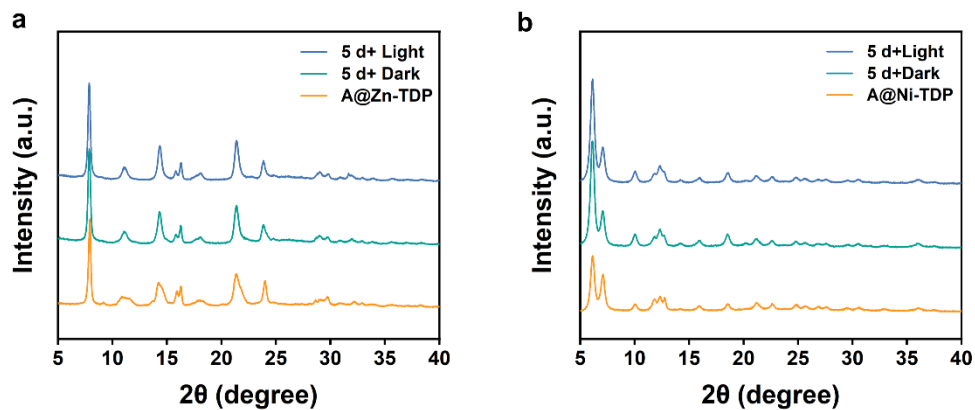 a
5 d+ Light
5 d+ Dark
A@Zn-TDP
Intensity (a.u.)
5 10 15 20 25 30 35 40
2θ (degree)
b
5 d+Light
5 d+Dark
A@Ni-TDP
Intensity (a.u.)
5 10 15 20 25 30 35 40
2θ (degree)